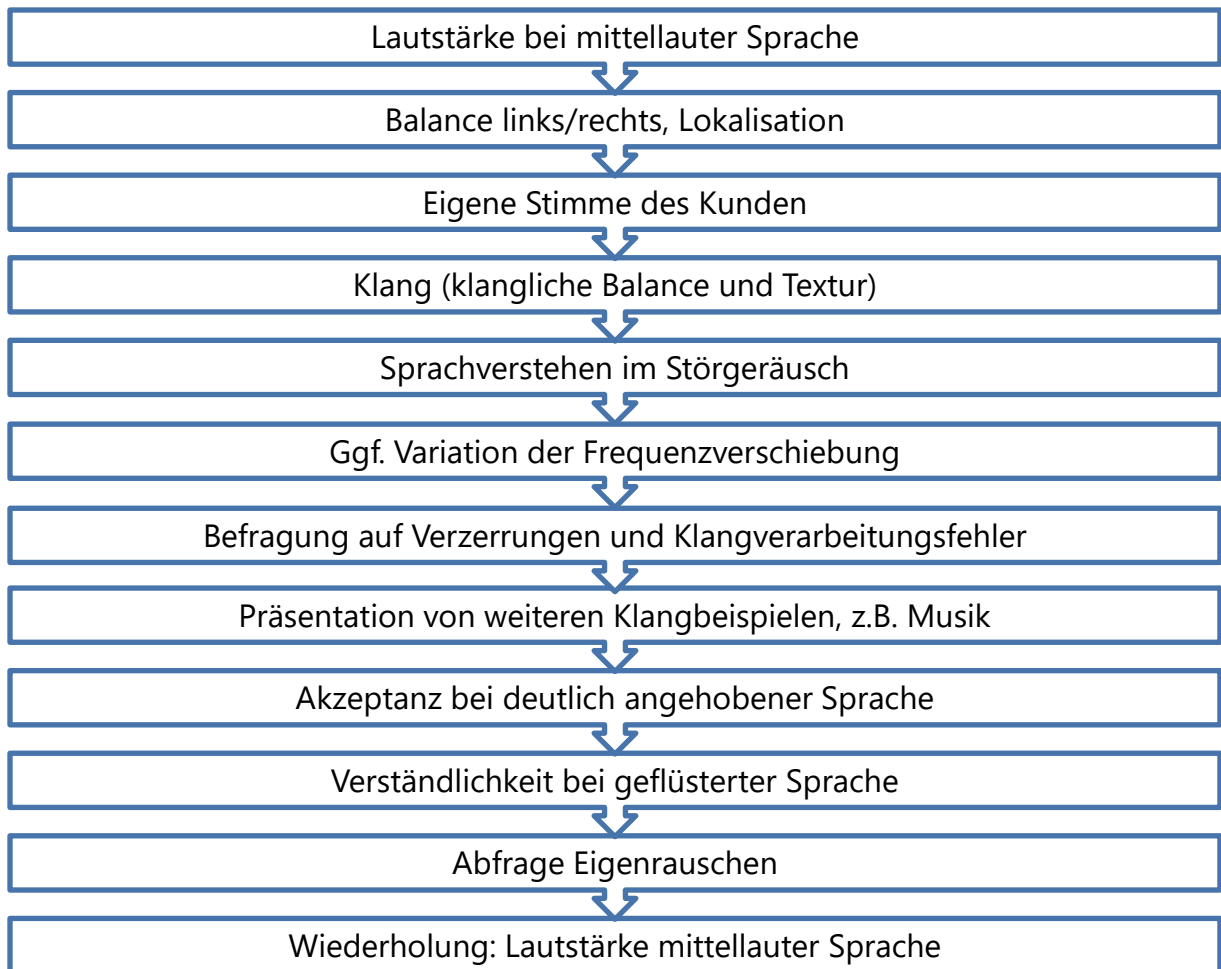 Lautstärke bei mittellauter Sprache
Balance links/rechts, Lokalisation
Eigene Stimme des Kunden
Klang (klangliche Balance und Textur)
Sprachverstehen im Störgeräusch
Ggf. Variation der Frequenzverschiebung
Befragung auf Verzerrungen und Klangverarbeitungsfehler
Präsentation von weiteren Klangbeispielen, z.B. Musik
Akzeptanz bei deutlich angehobener Sprache
Verständlichkeit bei geflüsterter Sprache
Abfrage Eigenrauschen
Wiederholung: Lautstärke mittellauter Sprache